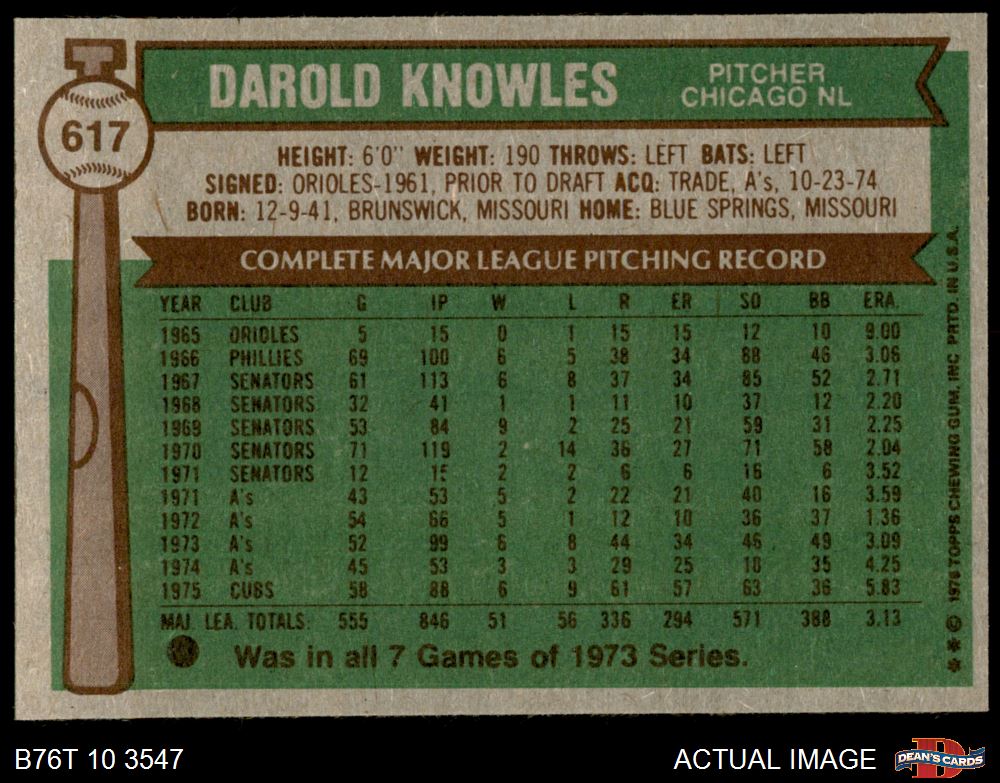 617
DAROLD KNOWLES
PITCHER
CHICAGO NL
HEIGHT: 6'0" WEIGHT: 190 THROWS: LEFT BATS: LEFT
SIGNED: ORIOLES-1961, PRIOR TO DRAFT ACQ: TRADE, A's, 10-23-74
BORN: 12-9-41, BRUNSWICK, MISSOURI HOME: BLUE SPRINGS, MISSOURI
COMPLETE MAJOR LEAGUE PITCHING RECORD
YEAR CLUB G IP W L R ER SO BB ERA.
1965 ORIOLES 5 15 0 1 15 15 12 10 9.00
1966 PHILLIES 69 100 6 5 38 34 88 46 3.06
1967 SENATORS 61 113 6 8 37 34 85 52 2.71
1968 SENATORS 32 41 1 1 11 10 37 12 2.20
1969 SENATORS 53 84 9 2 25 21 59 31 2.25
1970 SENATORS 71 119 2 14 36 27 71 58 2.04
1971 SENATORS 12 2 2 6 6 16 6 3.52
1971 A's 43 53 5 2 22 21 40 16 3.59
1972 A's 54 66 5 1 12 10 36 37 1.36
1973 A's 52 99 6 8 44 34 46 49 3.09
1974 A's 45 53 3 3 29 25 18 35 4.25
1975 CUBS 58 88 6 9 61 57 63 36 5.83
MAJ. LEA. TOTALS: 555 846 51 56 336 294 571 388 3.13
Was in all 7 Games of 1973 Series.
* * © 1976 TOPPS CHEWING GUM, INC. PRTD. IN U.S.A.
B76T 10 3547
ACTUAL IMAGE
DEAN'S CARDS